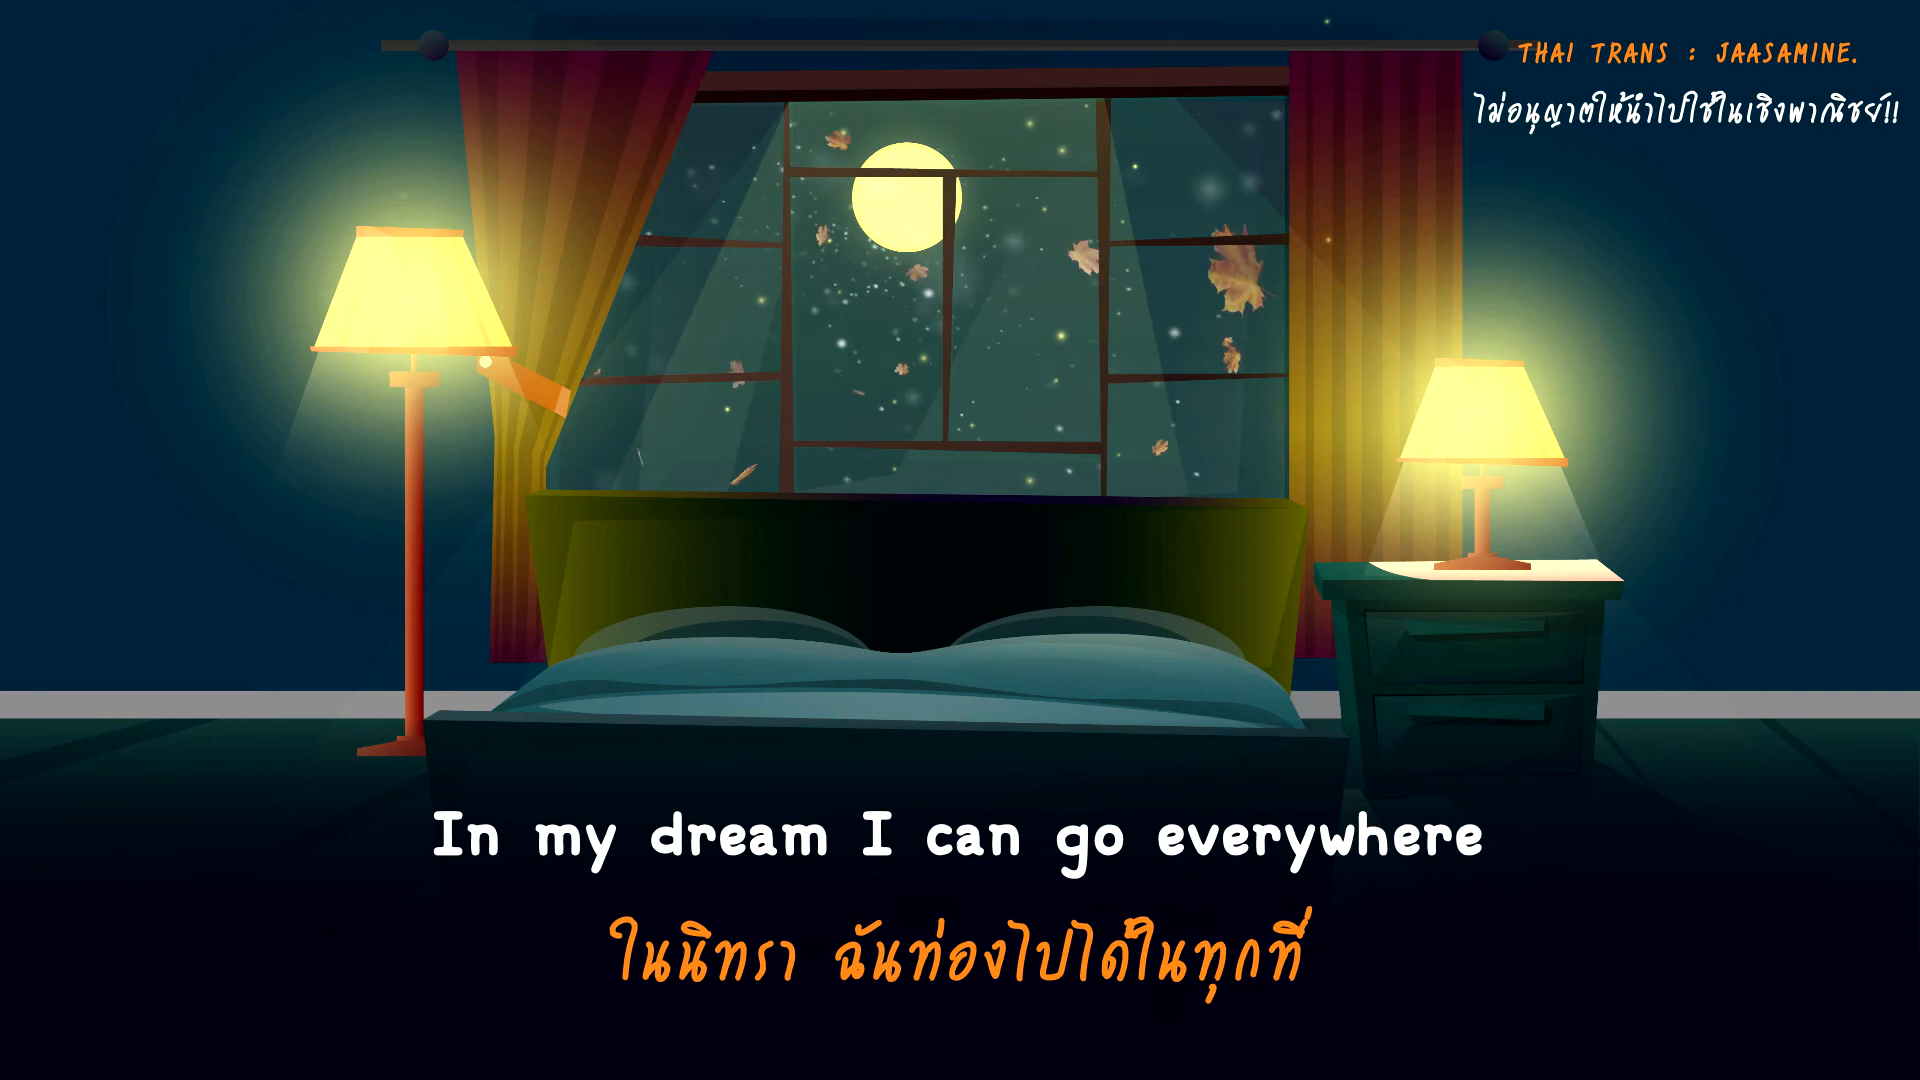 THAI TRANS : JAASAMINE.
ไม่อนุญาตให้นำไปใช้ในเชิงพาณิชย์!!
In my dream I can go everywhere
ในนิทรา ฉันท่องไปได้ในทุกที่